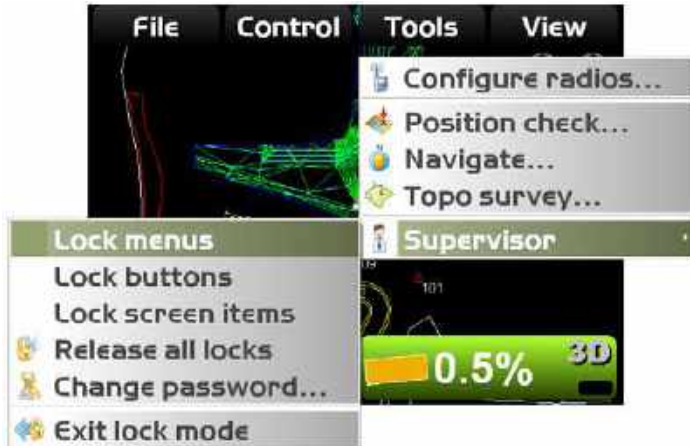 File Control Tools View
Configure radios...
Position check...
Navigate...
Topo survey...
Supervisor
Lock menus
Lock buttons
Lock screen items
Release all locks
Change password...
Exit lock mode
101
0.5%
3D